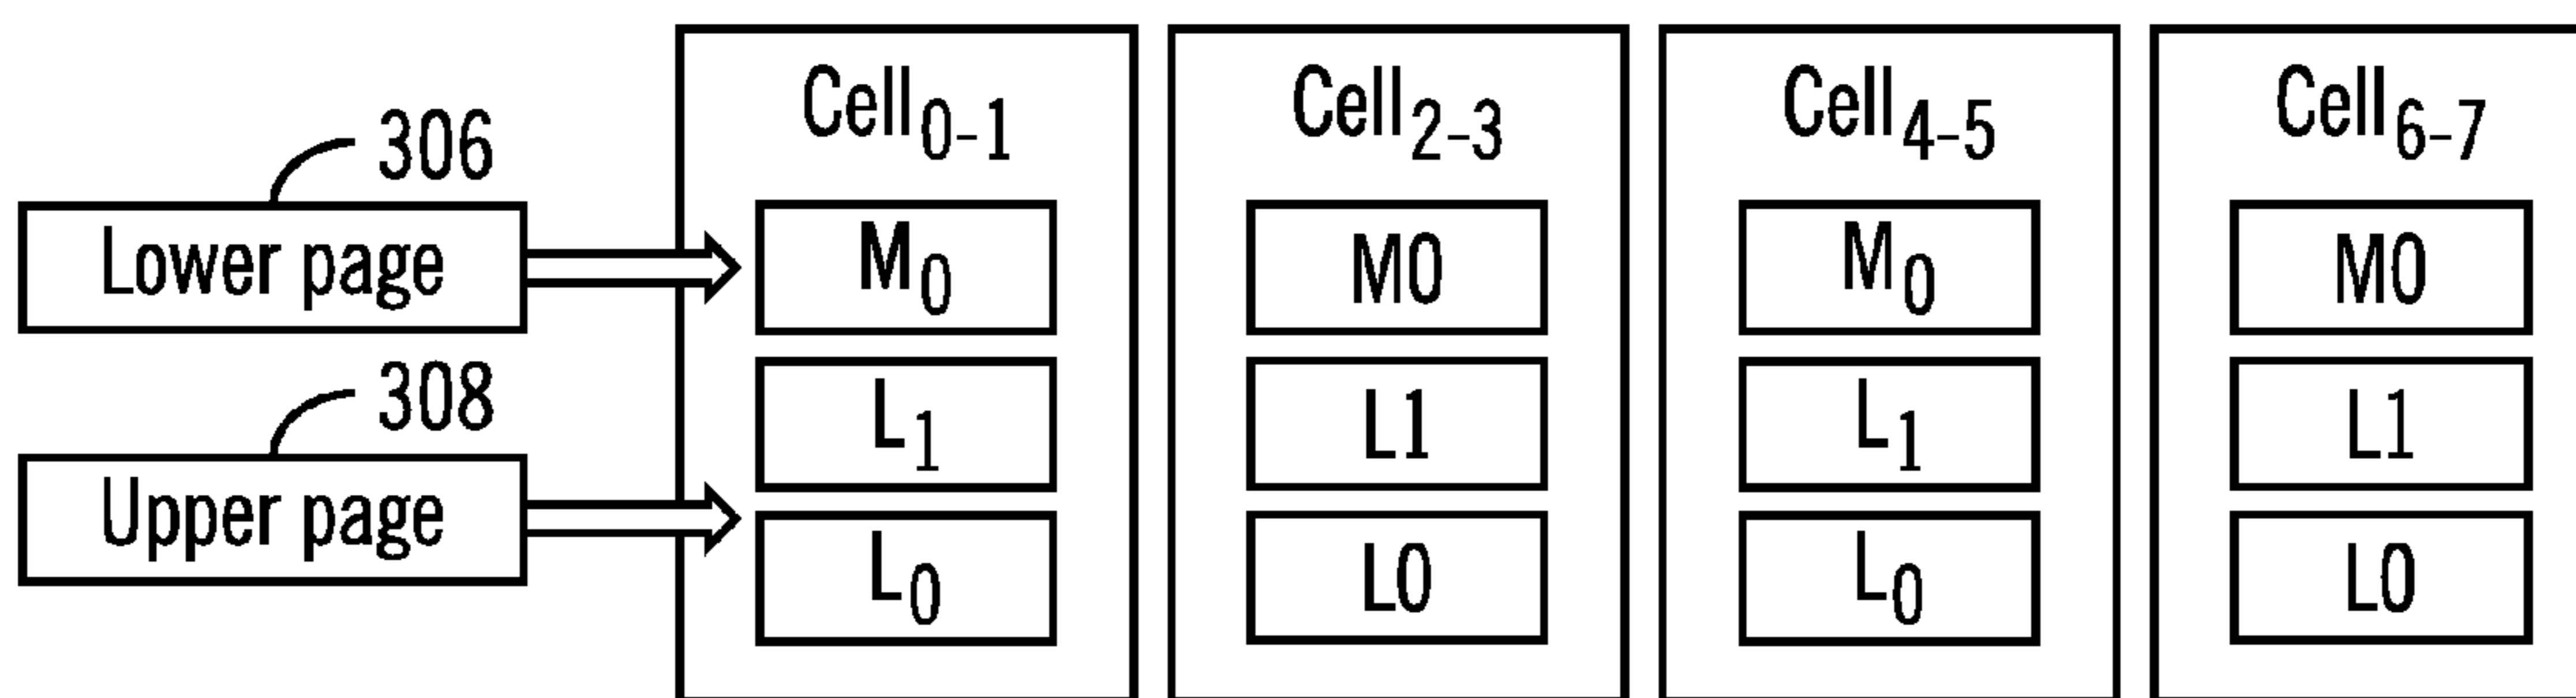 Cell₀₋₁ Cell₂₋₃ Cell₄₋₅ Cell₆₋₇
306
Lower page M₀ M0 M₀ M0
308
L₁ L1 L₁ L1
Upper page
L₀ L0 L₀ L0